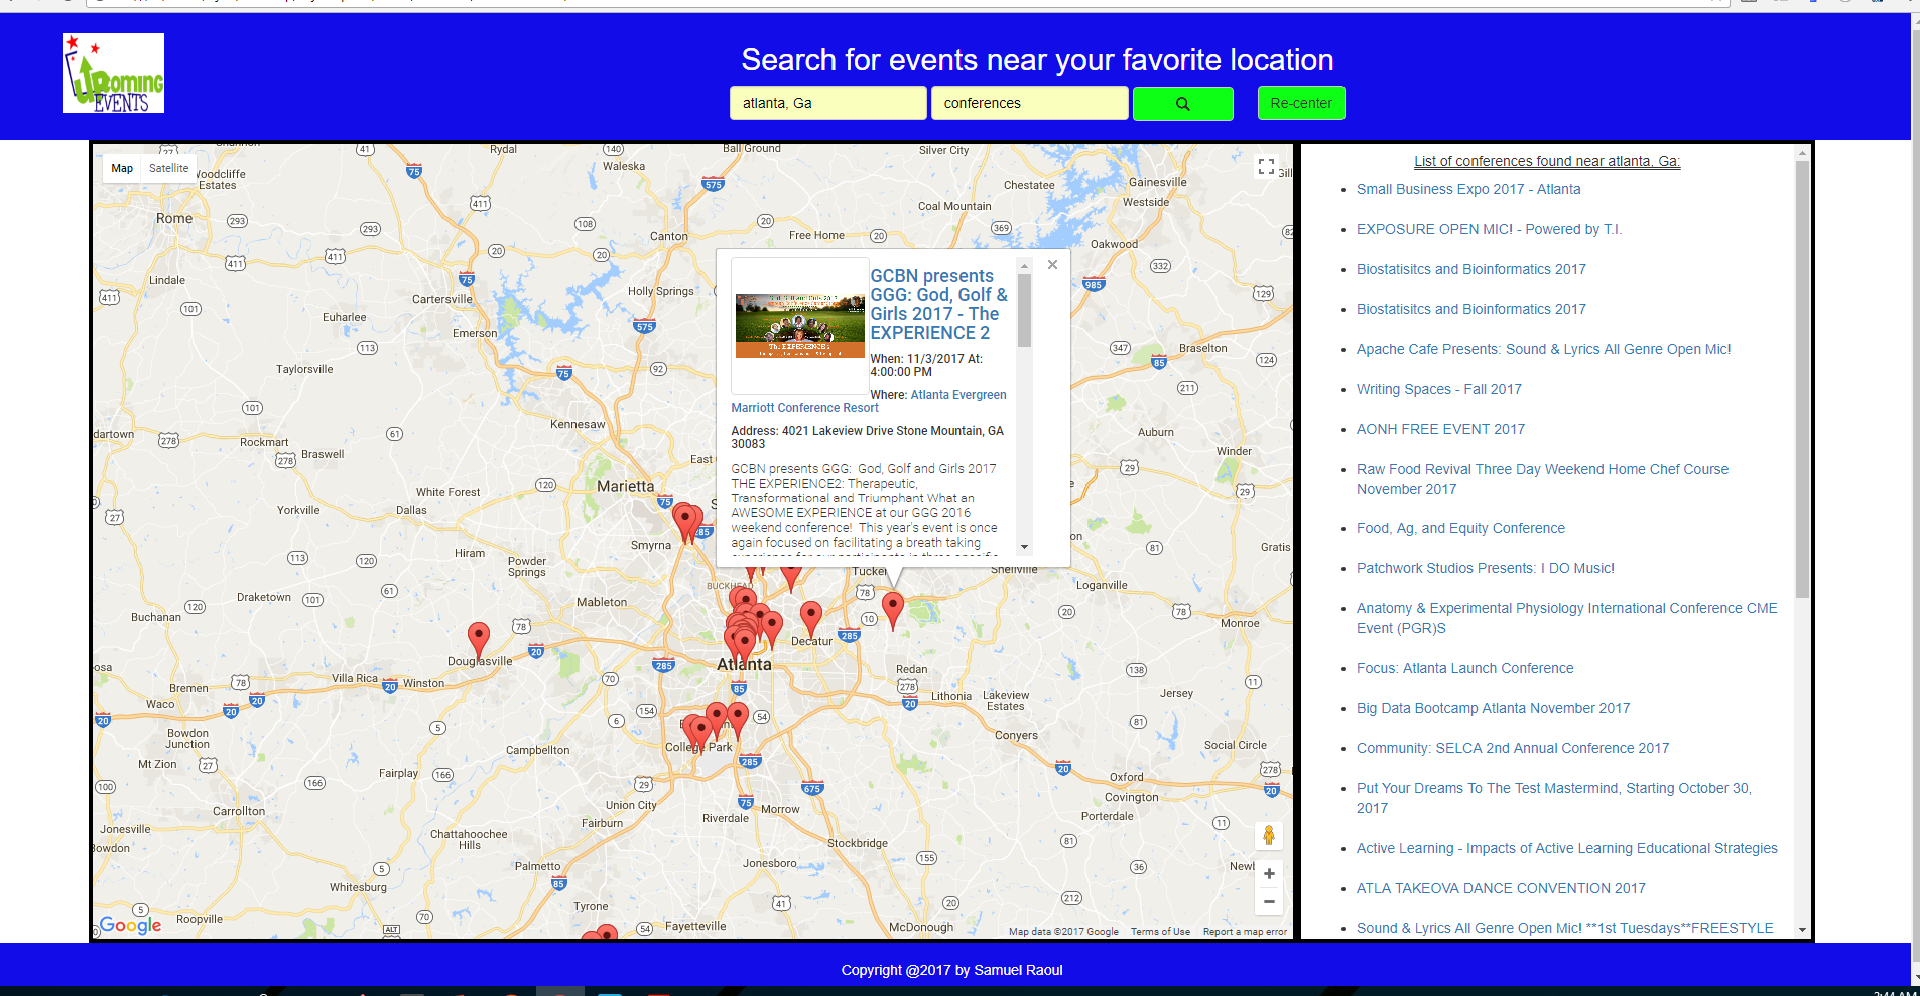 UPcoming
EVENTS
Search for events near your favorite location
atlanta, Ga
conferences
Re-center
Map
Satellite
Woodcliffe
Estates
Rydal
Waleska
Ball Ground
Silver City
Chestatee
Gainesville
Westside
Coal Mountain
Rome
Canton
Free Home
Oakwood
Lindale
Cartersville
Holly Springs
Euharlee
Emerson
Braselton
Taylorsville
Kennesaw
Rockmart
Braswell
Auburn
Winder
White Forest
Marietta
Yorkville
Dallas
Smyrna
Hiram
Powder
Springs
Gratis
Tucker
Snellville
Loganville
BUCKHEAD
Draketown
Mableton
Buchanan
Decatur
Monroe
Douglasville
Atlanta
Villa Rica
Winston
Redan
Bremen
Waco
Lithonia
Lakeview
Estates
Jersey
Bowdon
Junction
College Park
Conyers
Social Circle
Mt Zion
Campbellton
Fairplay
Oxford
Covington
Union City
Morrow
Riverdale
Carrollton
Fairburn
Porterdale
Jonesville
Chattahoochee
Hills
Stockbridge
Bowdon
Palmetto
Jonesboro
Whitesburg
Tyrone
Roopville
Fayetteville
McDonough
Google
Map data ©2017 Google
Terms of Use
Report a map error
GCBN presents
GGG: God, Golf &
Girls 2017 - The
EXPERIENCE 2
When: 11/3/2017 At:
4:00:00 PM
Where: Atlanta Evergreen
Marriott Conference Resort
Address: 4021 Lakeview Drive Stone Mountain, GA
30083
GCBN presents GGG: God, Golf and Girls 2017
THE EXPERIENCE2: Therapeutic,
Transformational and Triumphant What an
AWESOME EXPERIENCE at our GGG 2016
weekend conference! This year's event is once
again focused on facilitating a breath taking
List of conferences found near atlanta, Ga:
Small Business Expo 2017 - Atlanta
EXPOSURE OPEN MIC! - Powered by T.I.
Biostatisitcs and Bioinformatics 2017
Biostatisitcs and Bioinformatics 2017
Apache Cafe Presents: Sound & Lyrics All Genre Open Mic!
Writing Spaces - Fall 2017
AONH FREE EVENT 2017
Raw Food Revival Three Day Weekend Home Chef Course
November 2017
Food, Ag, and Equity Conference
Patchwork Studios Presents: I DO Music!
Anatomy & Experimental Physiology International Conference CME
Event (PGR)S
Focus: Atlanta Launch Conference
Big Data Bootcamp Atlanta November 2017
Community: SELCA 2nd Annual Conference 2017
Put Your Dreams To The Test Mastermind, Starting October 30,
2017
Active Learning - Impacts of Active Learning Educational Strategies
ATLA TAKEOVA DANCE CONVENTION 2017
Sound & Lyrics All Genre Open Mic! **1st Tuesdays**FREESTYLE
Copyright @2017 by Samuel Raoul